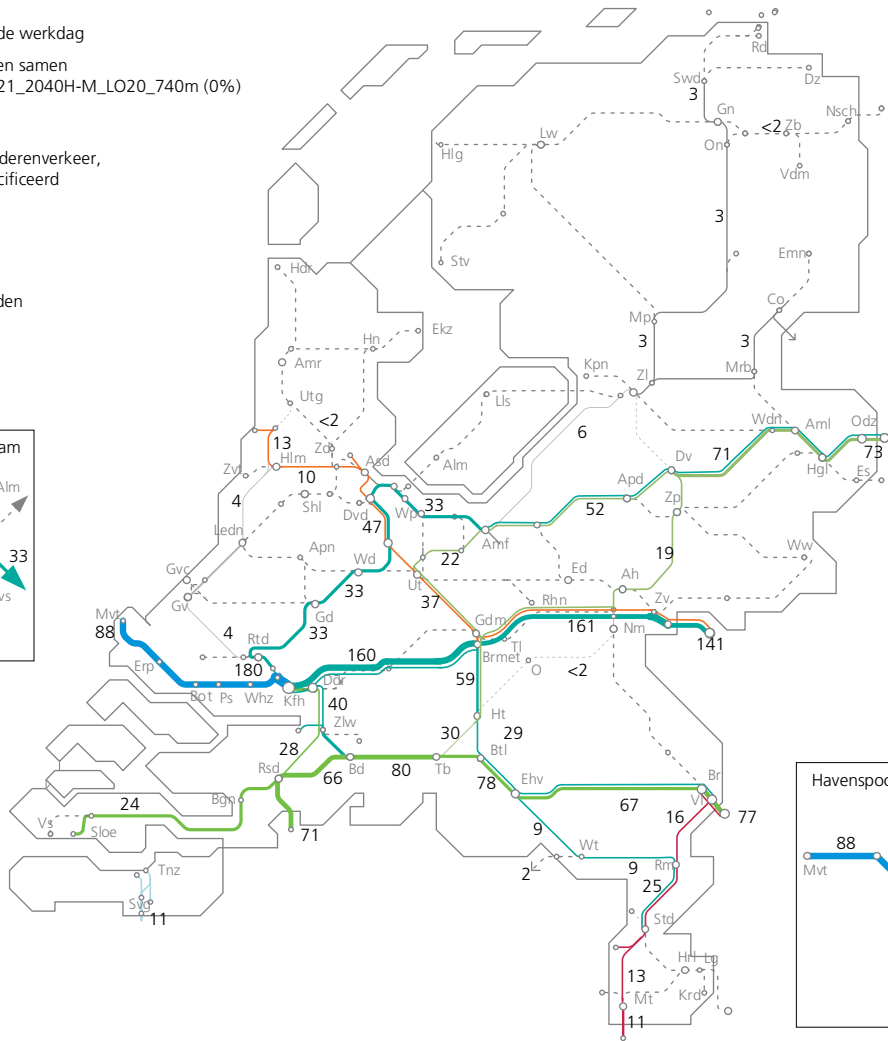 de werkdag
en samen
21_2040H-M_LO20_740m (0%)
derenverkeer,
cificeerd
den
am
Alm
33
vs
Rd
Swd
Dz
3
Gn
Nsch
<2
Zb
On
Vdm
Lw
Hlg
3
Stv
Emn
Hdr
Co
Mp
Ekz
Hn
3
3
Amr
Kpn
Zl
Mrb
Utg
Lls
<2
6
Wdn
Aml
Odz
13
Zd
Asd
Zvt
Hlm
Alm
Dv
71
Hgl
73
Es
10
Apd
4
Shl
Dvd
Wp
33
52
Zp
Ledn
47
Amf
Apn
Wd
22
19
Ww
Gvc
Ut
Ed
Ah
Gv
33
37
Rhn
Zv
Mvt
88
Gd
33
Gdm
161
Nm
141
4
Rtd
160
Tl
Brmet
Erp
180
O
<2
Bot
Ps
Whz
Kfh
Ddr
59
40
Ht
Zlw
30
29
28
Btl
Rsd
66
Bd
80
Tb
78
Ehv
Br
Havenspoo
Bgn
67
Vl
24
77
Vs
Sloe
71
16
88
9
Wt
Mvt
Tnz
2
9
Rm
25
Svg
11
Std
Hrl
Lg
13
Krd
Mt
11